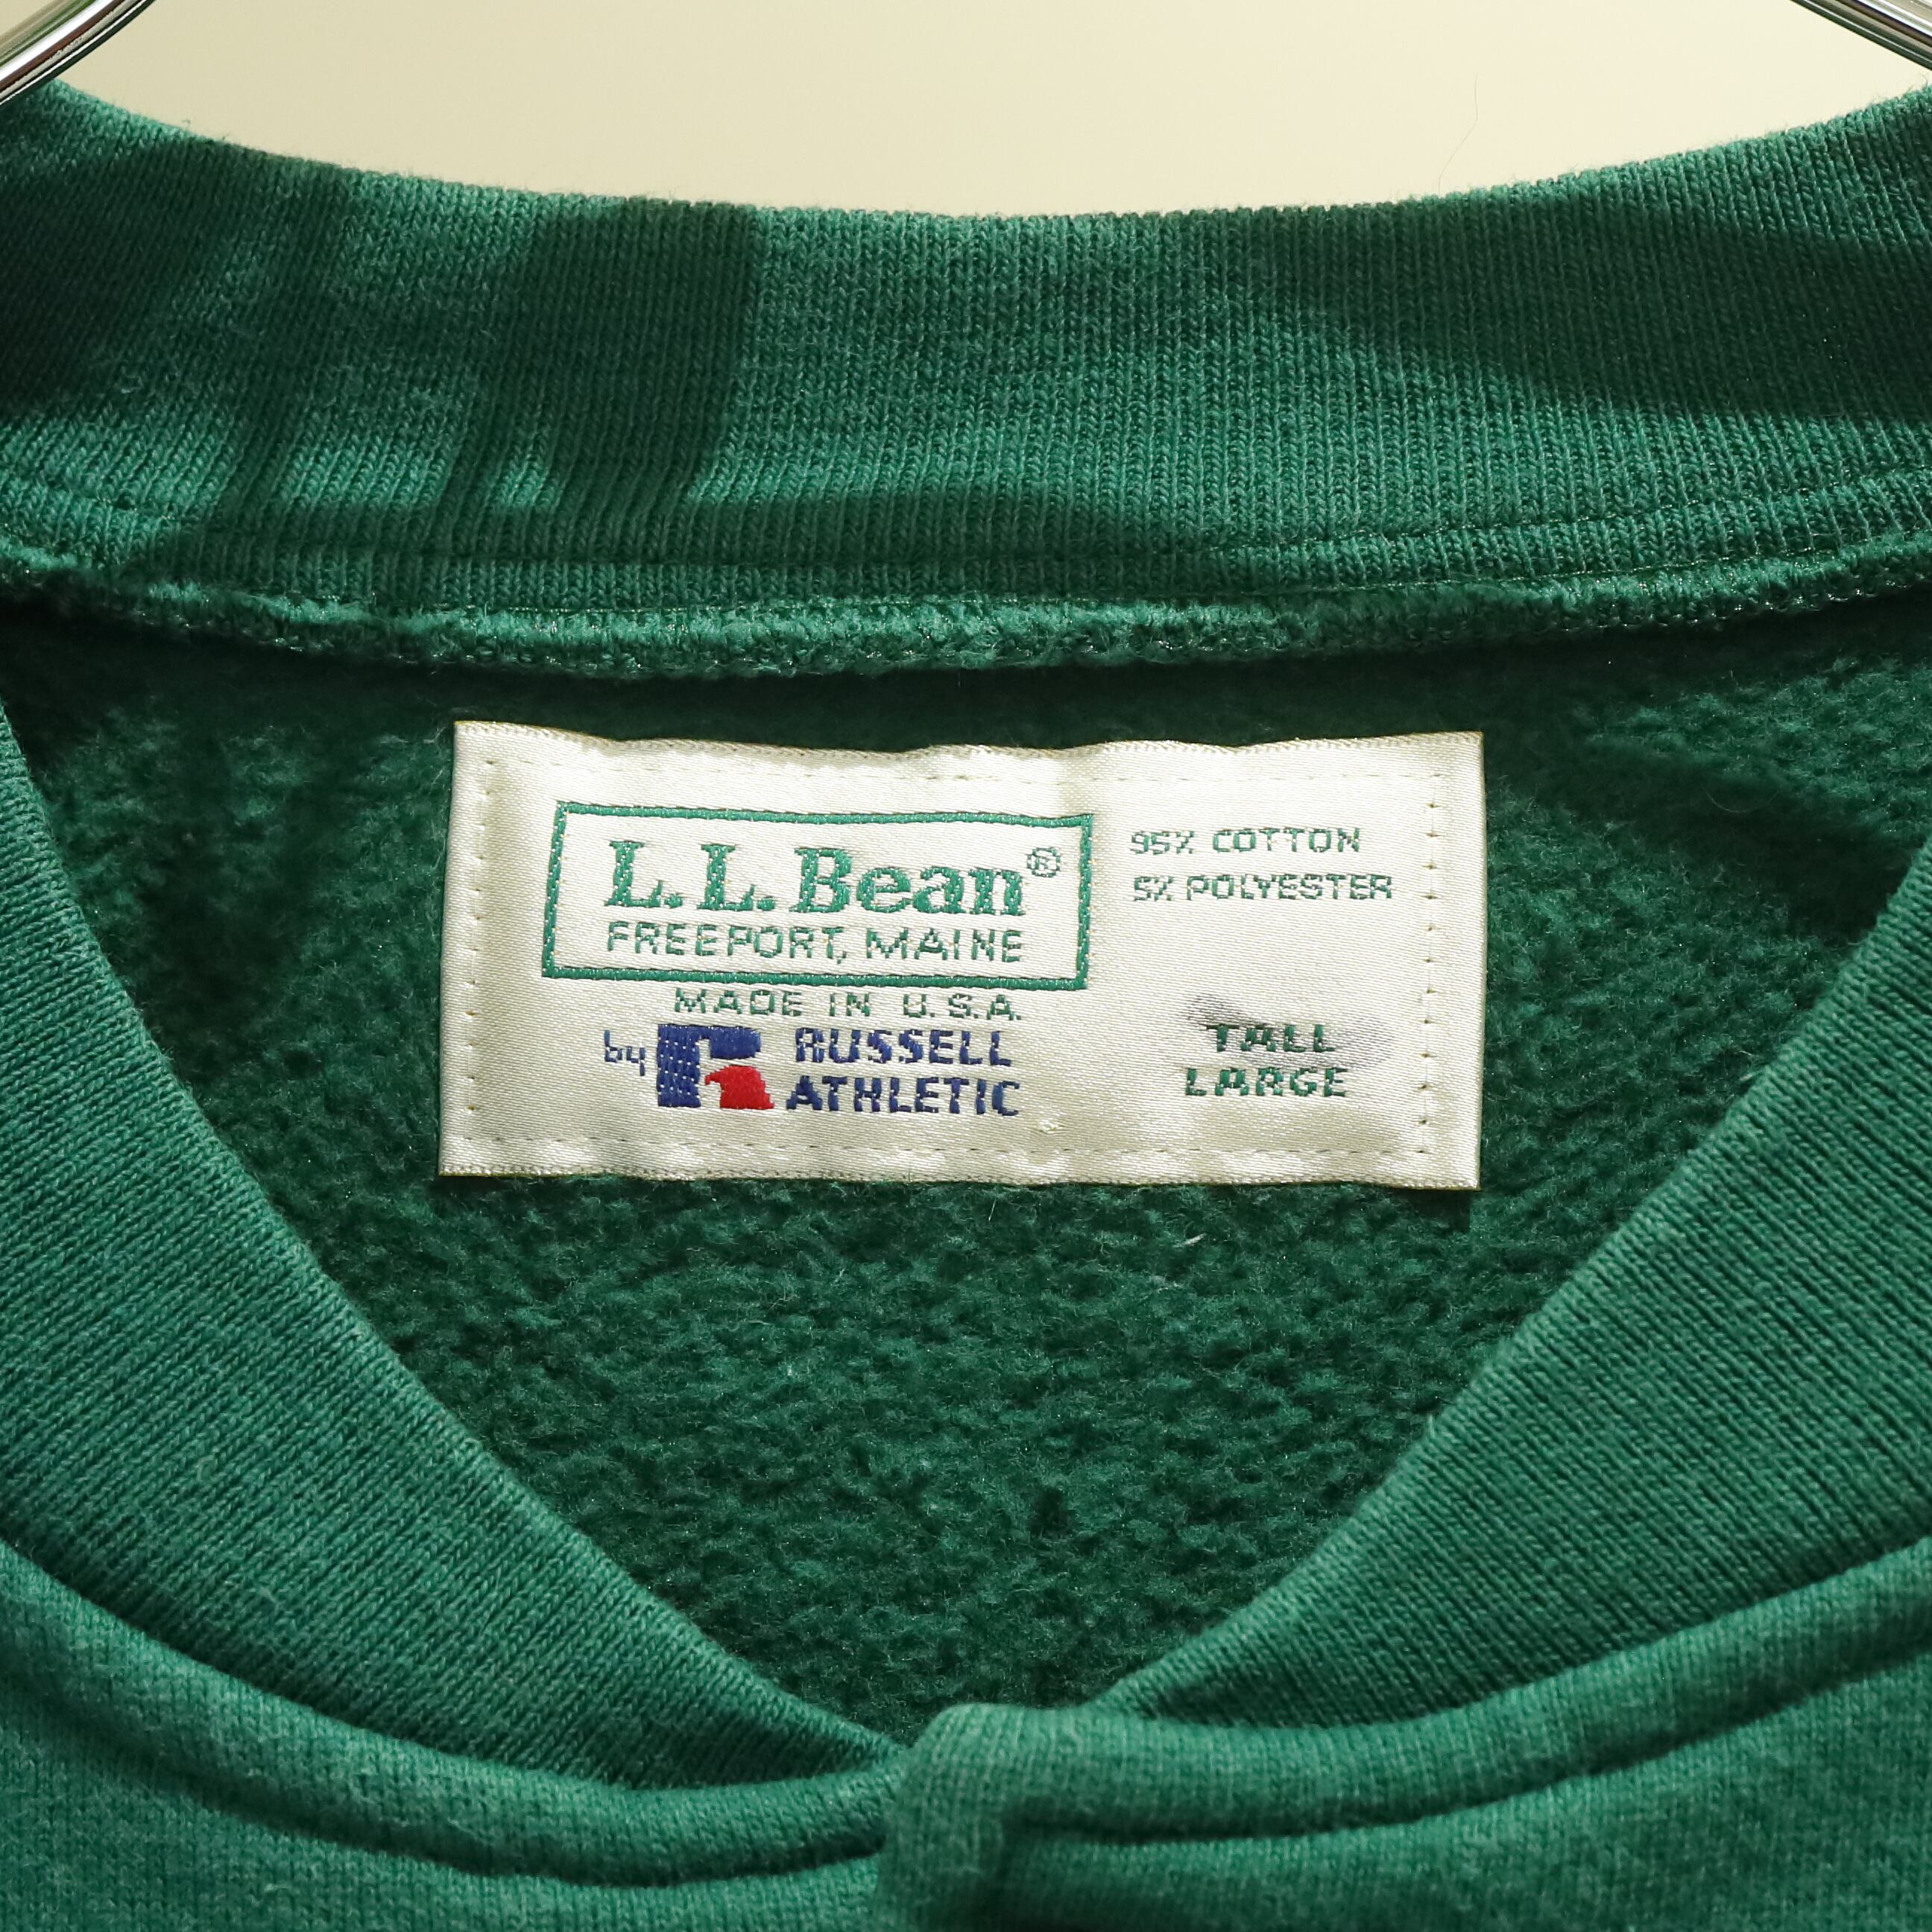 L.L.Bean®
FREEPORT, MAINE
MADE IN U.S.A.
by RUSSELL
ATHLETIC
95% COTTON
5% POLYESTER
TALL
LARGE